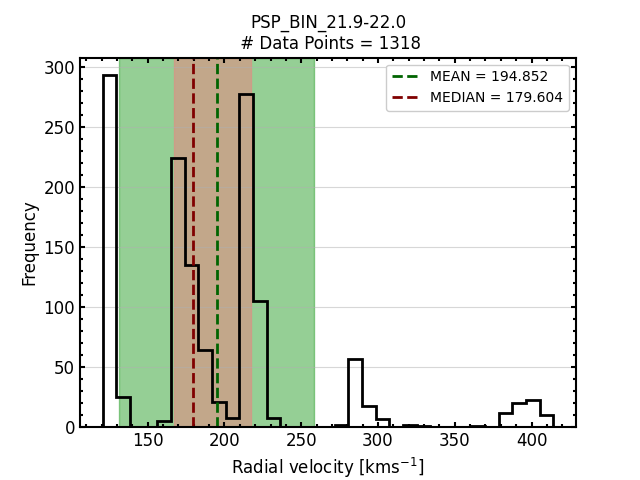 PSP_BIN_21.9-22.0
# Data Points = 1318
MEAN = 194.852
MEDIAN = 179.604
300
250
200
150
100
50
0
Frequency
150 200 250 300 350 400
Radial velocity [kms⁻¹]